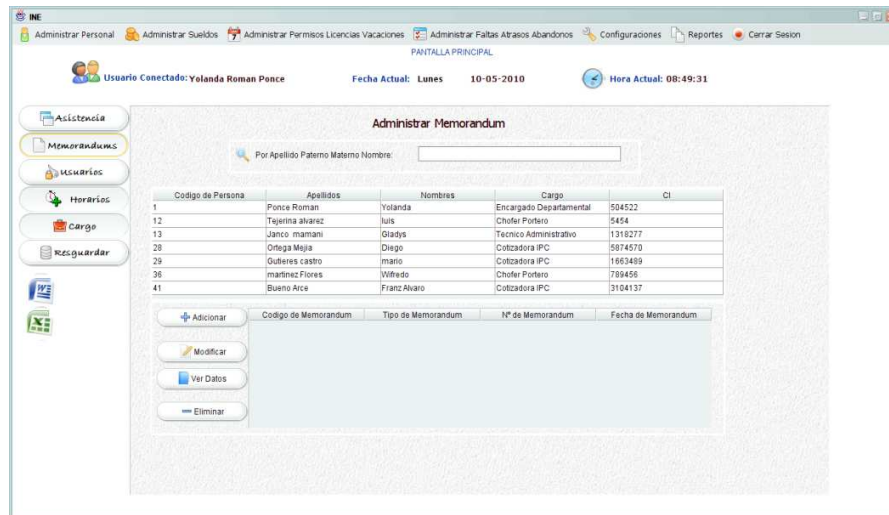 INE
Administrar Personal Administrar Sueldos Administrar Permisos Licencias Vacaciones Administrar Faltas Atrasos Abandonos Configuraciones Reportes Cerrar Sesion
PANTALLA PRINCIPAL
Usuario Conectado: Yolanda Roman Ponce Fecha Actual: Lunes 10-05-2010 Hora Actual: 08:49:31
Asistencia
Memorandums
Usuarios
Horarios
Cargo
Resguardar
Administrar Memorandum
Por Apellido Paterno Materno Nombre:
Codigo de Persona Apellidos Nombres Cargo CI
1 Ponce Roman Yolanda Encargado Departamental 504522
12 Tejerina alvarez luis Chofer Portero 5454
13 Janco mamani Gladys Tecnico Administrativo 1318277
28 Ortega Mejia Diego Cotizadora IPC 5874570
29 Gutieres castro mario Cotizadora IPC 1663489
36 martinez Flores Wifredo Chofer Portero 789456
41 Bueno Arce Franz Alvaro Cotizadora IPC 3104137
Adicionar
Modificar
Ver Datos
Eliminar
Codigo de Memorandum Tipo de Memorandum Nº de Memorandum Fecha de Memorandum